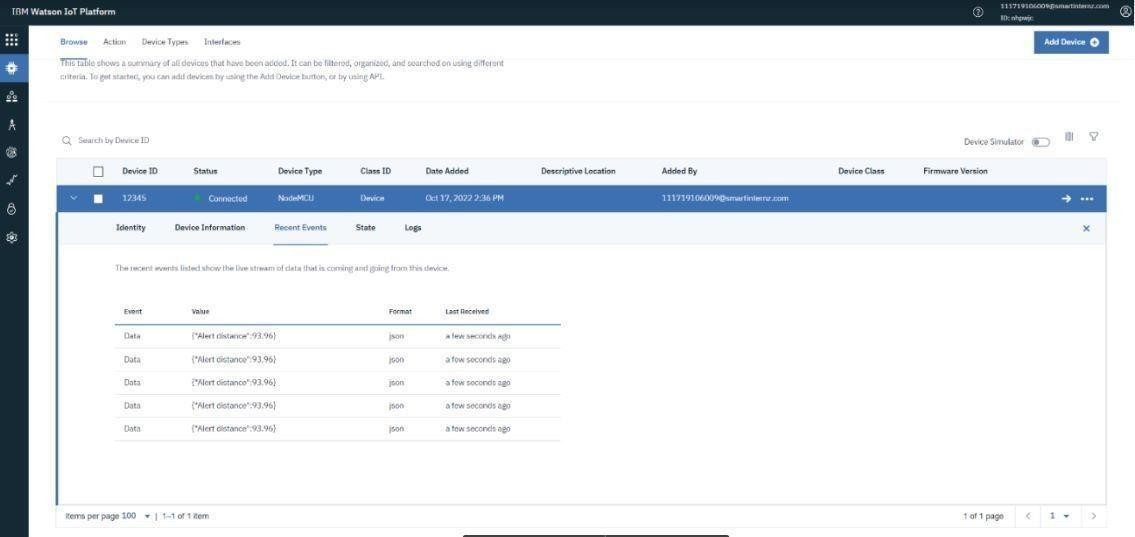 IBM Watson IoT Platform
111719106009@smartinternz.com
ID: nhpwjc
Browse Action Device Types Interfaces
Add Device
This table shows a summary of all devices that have been added. It can be filtered, organized, and searched on using different
criteria. To get started, you can add devices by using the Add Device button, or by using API.
Search by Device ID
Device Simulator
Device ID Status Device Type Class ID Date Added Descriptive Location Added By Device Class Firmware Version
12345 Connected NodeMCU Device Oct 17, 2022 2:36 PM 111719106009@smartinternz.com
Identity Device Information Recent Events State Logs
The recent events listed show the live stream of data that is coming and going from this device.
Event Value Format Last Received
Data {"Alert distance":93.96} json a few seconds ago
Data {"Alert distance":93.96} json a few seconds ago
Data {"Alert distance":93.96} json a few seconds ago
Data {"Alert distance":93.96} json a few seconds ago
Data {"Alert distance":93.96} json a few seconds ago
Items per page 100 | 1–1 of 1 item
1 of 1 page 1